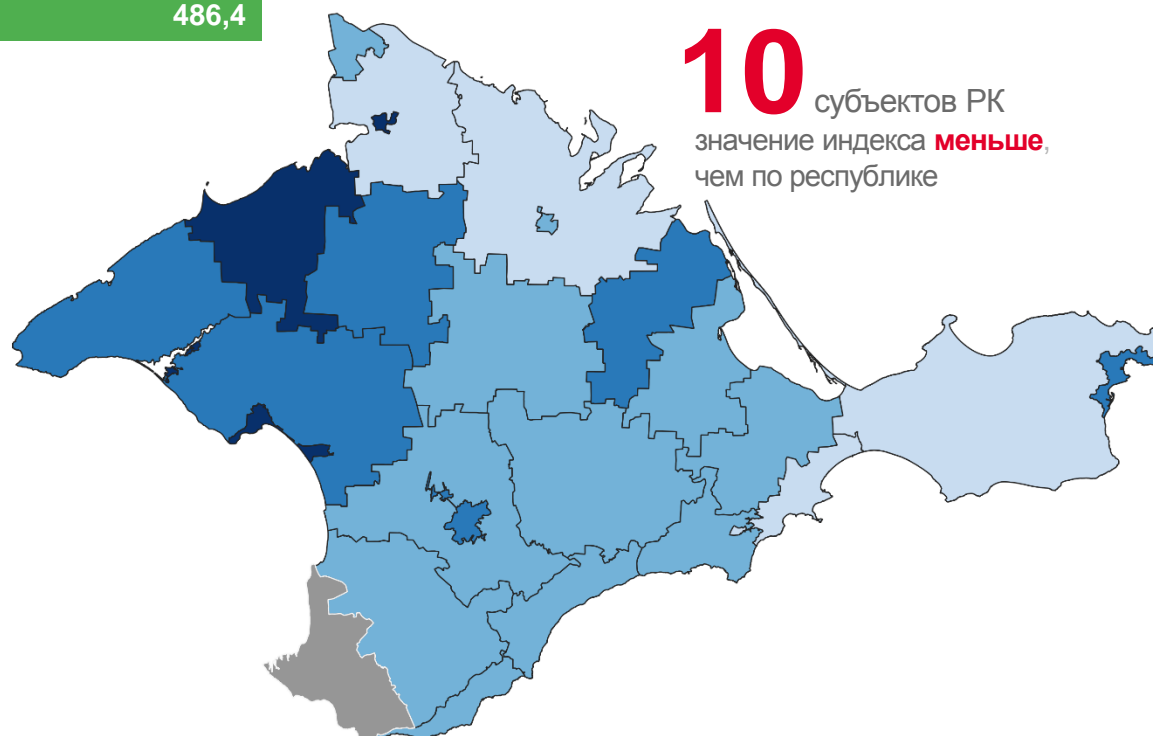 486,4
10 субъектов РК
значение индекса меньше,
чем по республике